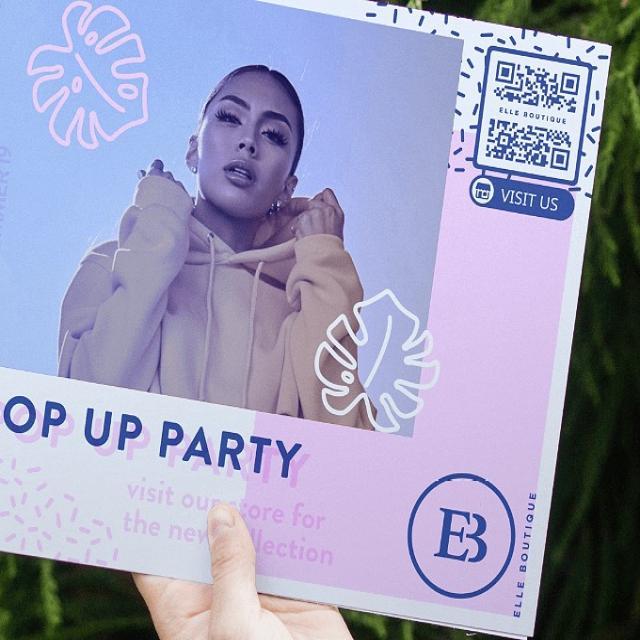 ELLE BOUTIQUE
VISIT US
OP UP PARTY
visit our store for
the new collection
EB
ELLE BOUTIQUE